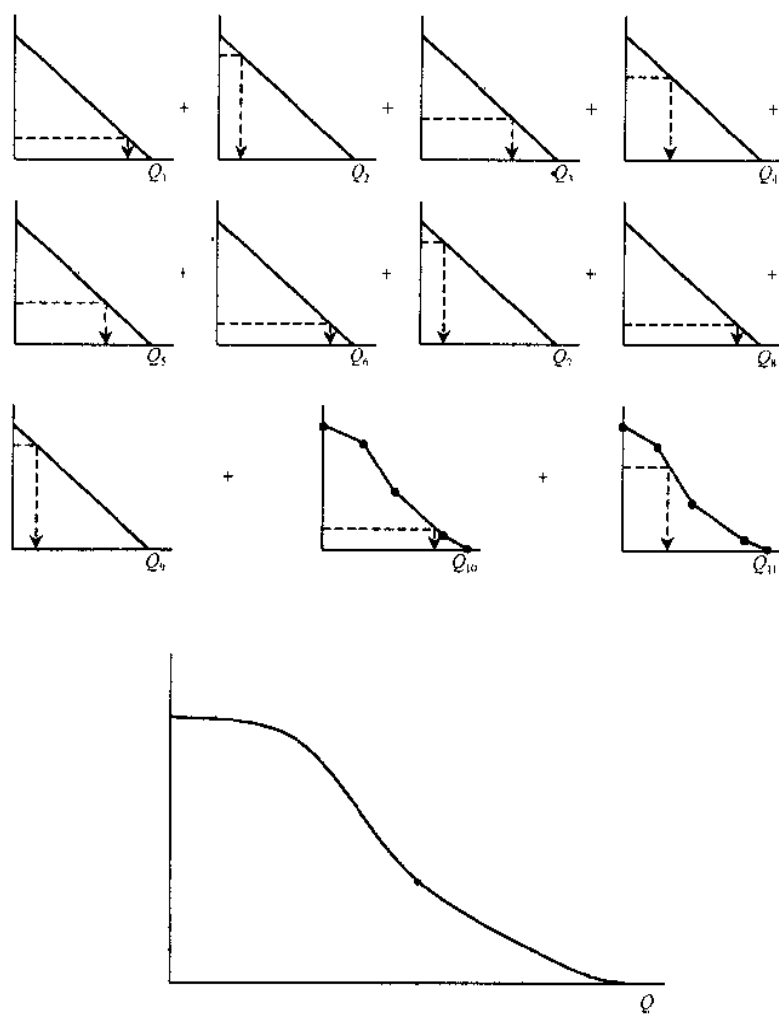 + + + +
Q₁ Q₂ Q₃ Q₄
+ + + +
Q₅ Q₆ Q₇ Q₈
+ +
Q₉ Q₁₀ Q₁₁
Q